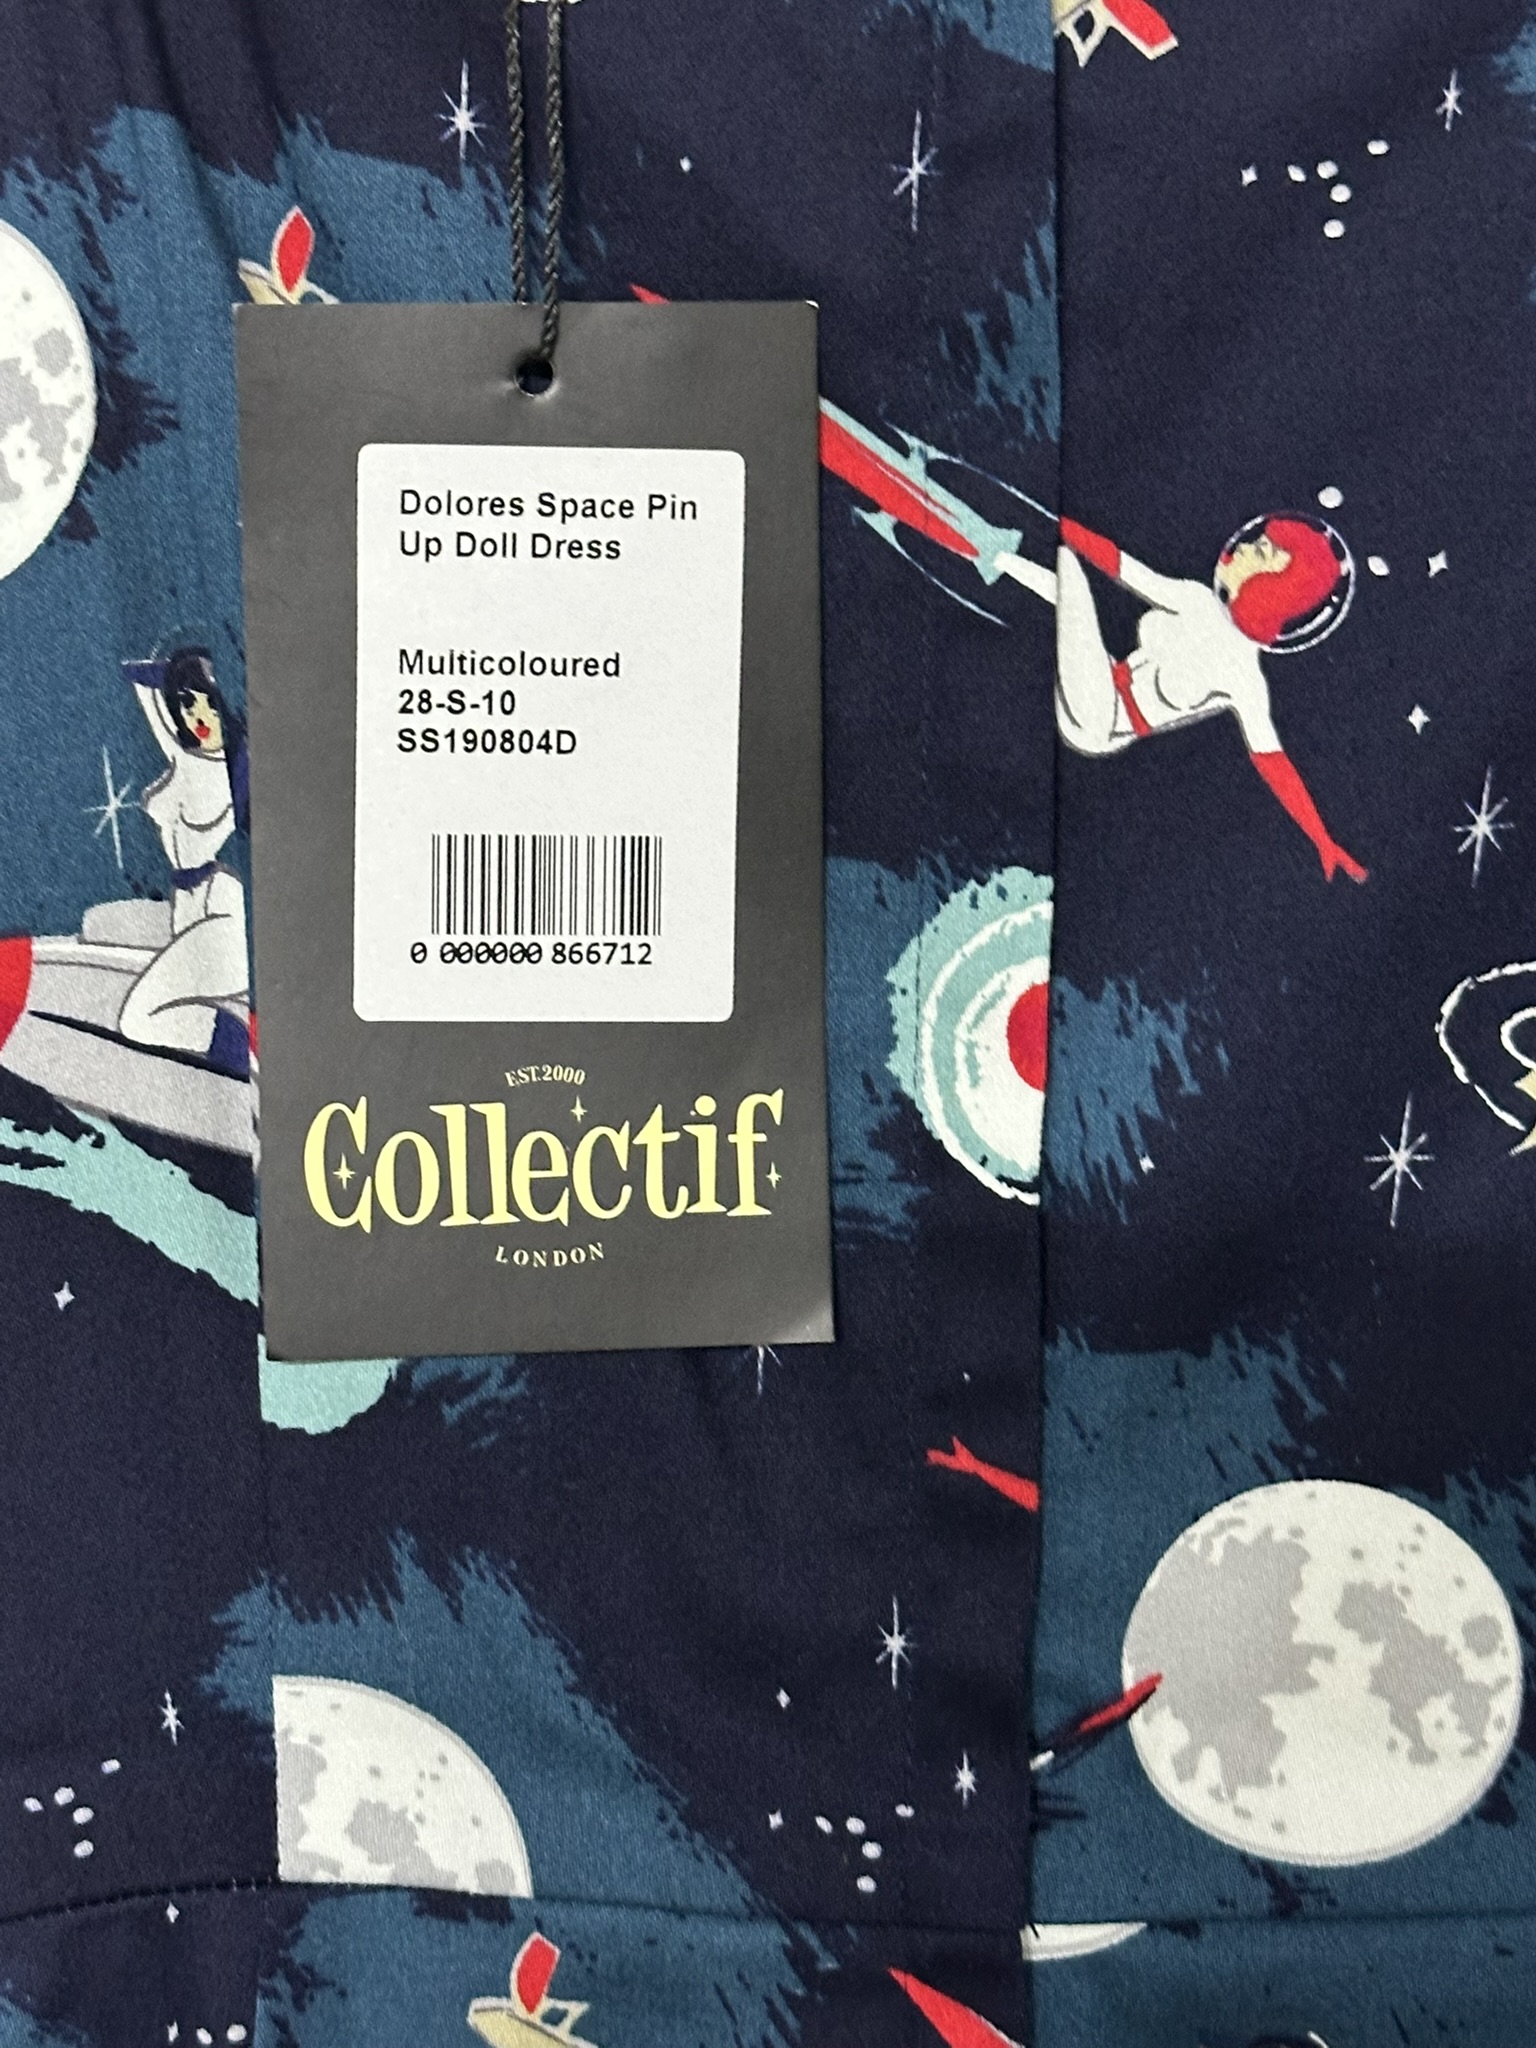 Dolores Space Pin
Up Doll Dress
Multicoloured
28-S-10
SS190804D
0 000000 866712
EST.2000
Collectif
LONDON